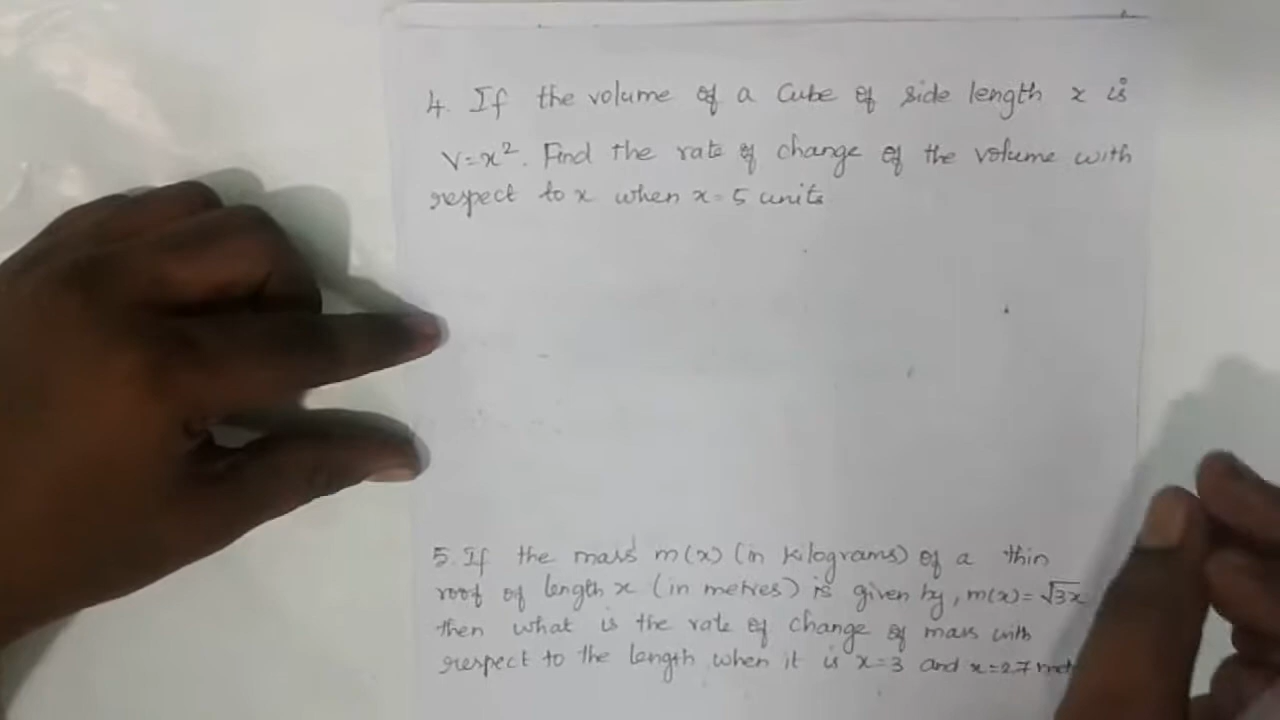 4. If the volume of a Cube of side length x is
V=x². Find the rate of change of the volume with
respect to x when x=5 units
5. If the mass m(x) (in kilograms) of a thin
roof of length x (in metres) is given by, m(x)=√3x
then what is the rate of change of mass with
respect to the length when it is x=3 and x=27